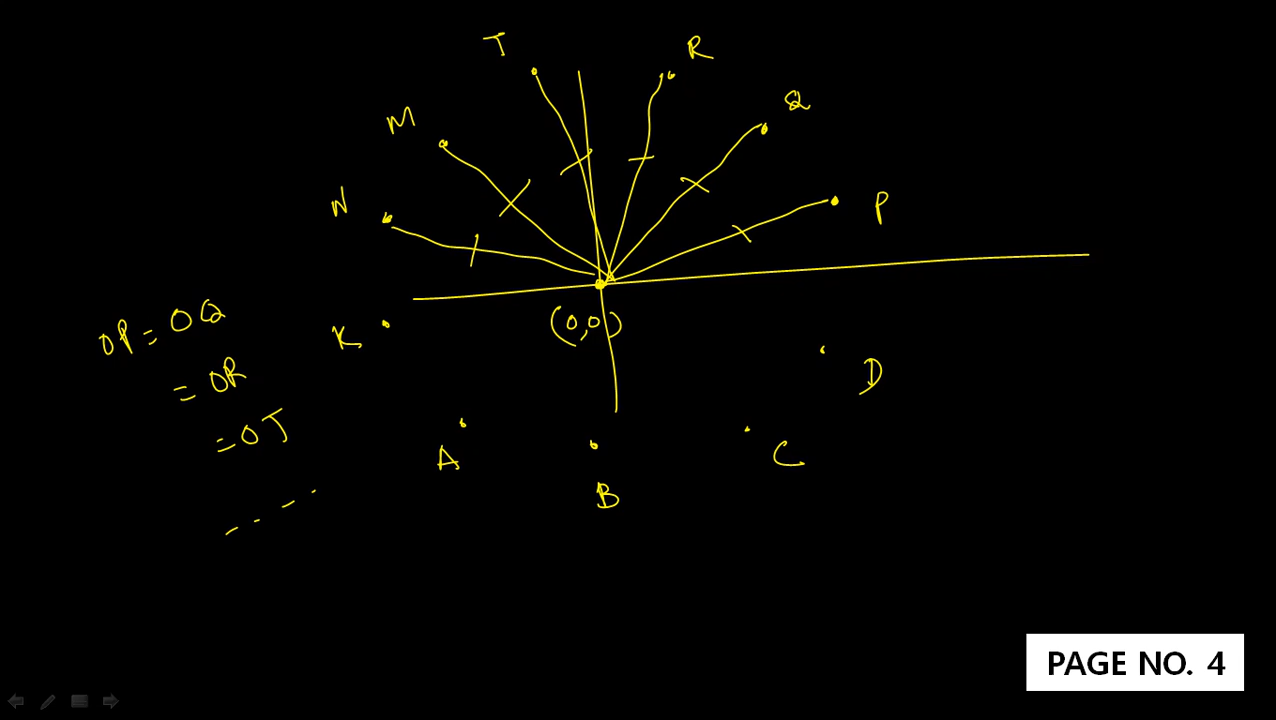 T
R
M
Q
N
P
OP = OQ
= OR
= OT
K
(0,0)
D
A
C
B
PAGE NO. 4